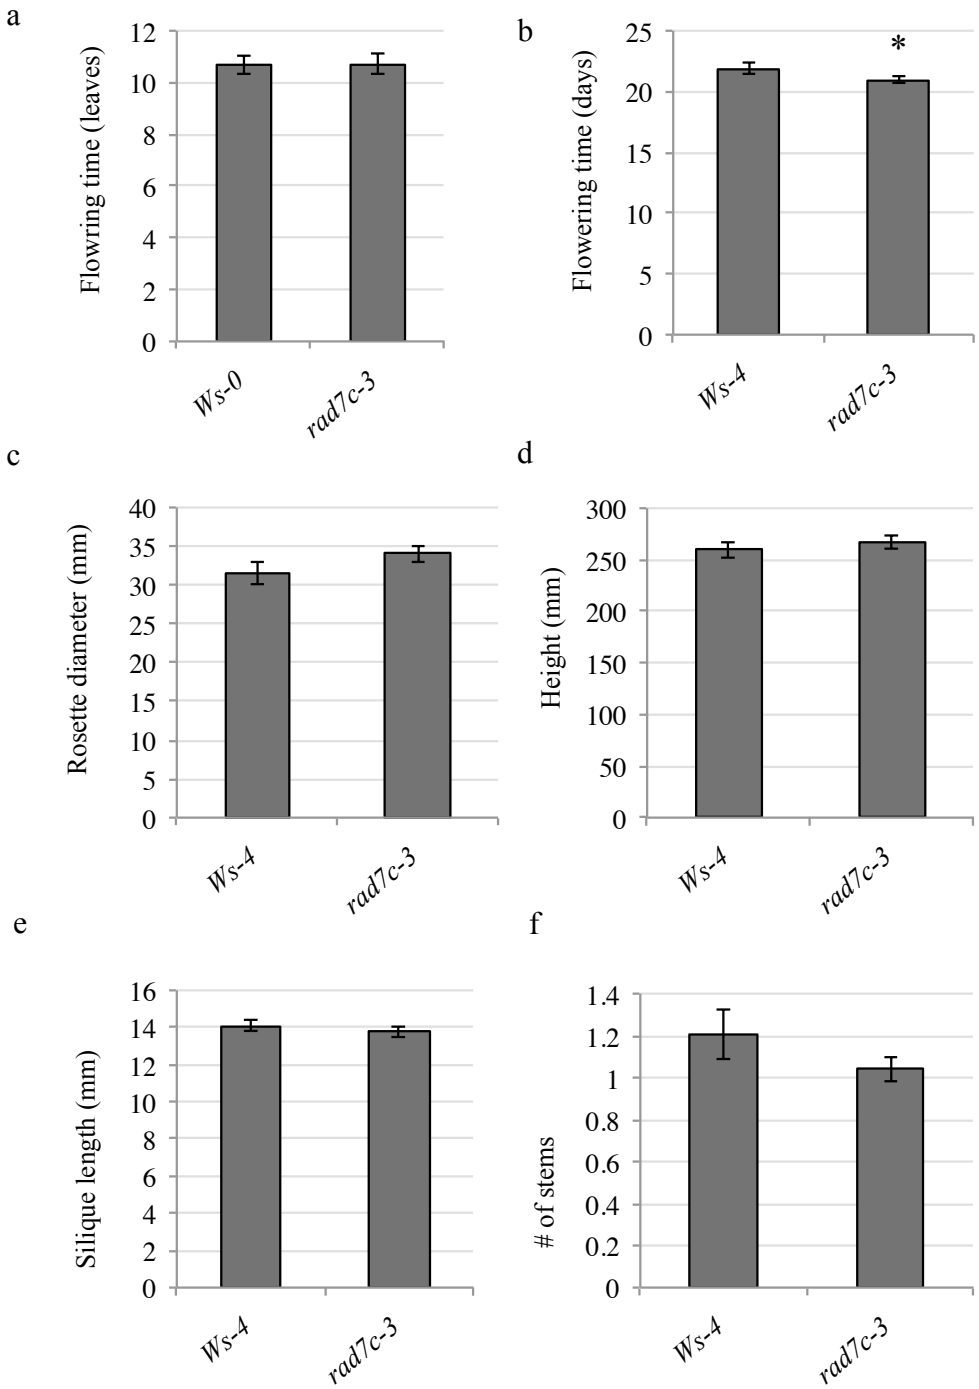 a
12
10
8
6
4
2
0
Flowring time (leaves)
Ws-0
rad7c-3
b
25
20
15
10
5
0
Flowering time (days)
*
Ws-4
rad7c-3
c
40
35
30
25
20
15
10
5
0
Rosette diameter (mm)
Ws-4
rad7c-3
d
300
250
200
150
100
50
0
Height (mm)
Ws-4
rad7c-3
e
16
14
12
10
8
6
4
2
0
Silique length (mm)
Ws-4
rad7c-3
f
1.4
1.2
1
0.8
0.6
0.4
0.2
0
# of stems
Ws-4
rad7c-3